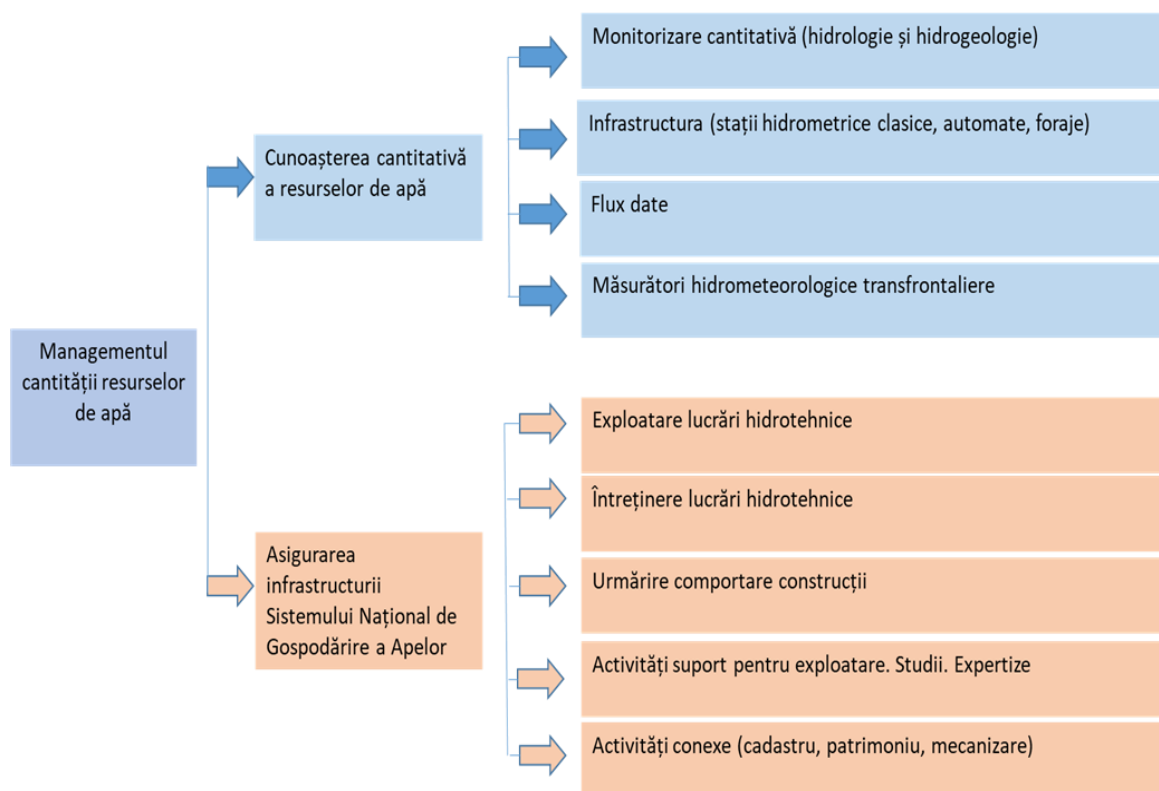 Managementul
cantității resurselor
de apă
Cunoașterea cantitativă
a resurselor de apă
Monitorizare cantitativă (hidrologie și hidrogeologie)
Infrastructura (stații hidrometrice clasice, automate, foraje)
Flux date
Măsurători hidrometeorologice transfrontaliere
Asigurarea
infrastructurii
Sistemului Național de
Gospodărire a Apelor
Exploatare lucrări hidrotehnice
Întreținere lucrări hidrotehnice
Urmărire comportare construcții
Activități suport pentru exploatare. Studii. Expertize
Activități conexe (cadastru, patrimoniu, mecanizare)